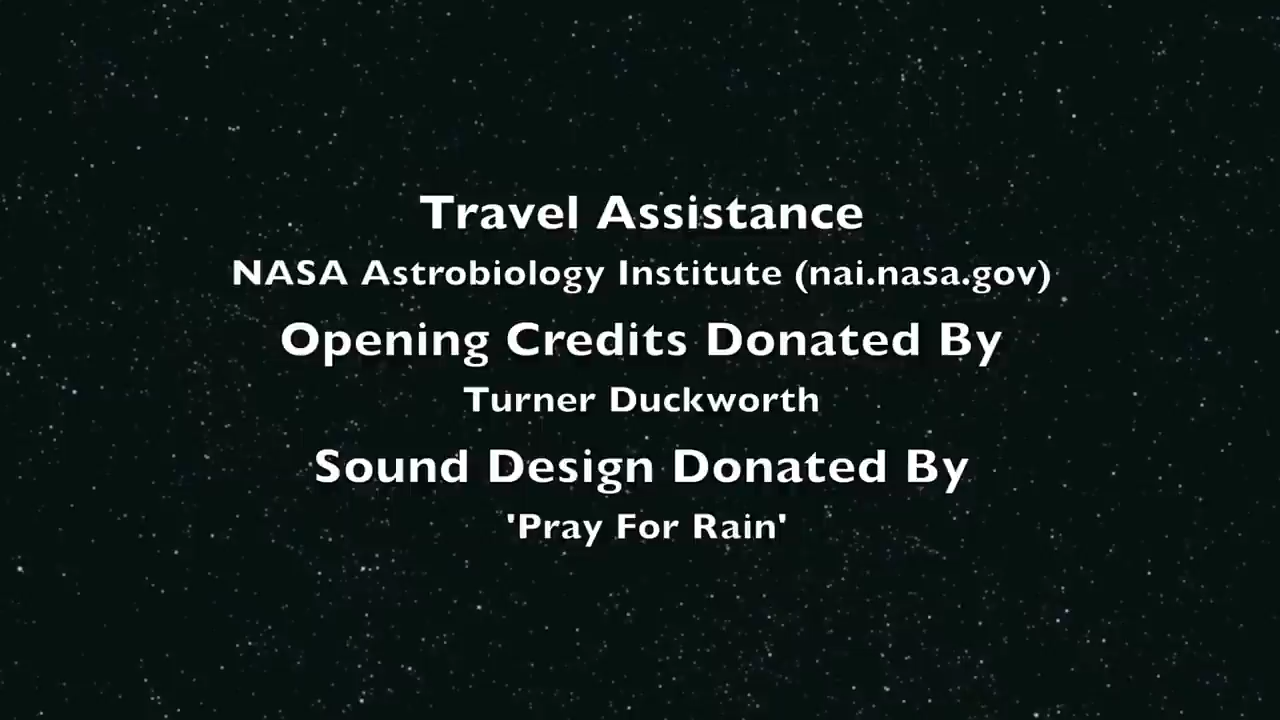 Travel Assistance
NASA Astrobiology Institute (nai.nasa.gov)
Opening Credits Donated By
Turner Duckworth
Sound Design Donated By
'Pray For Rain'